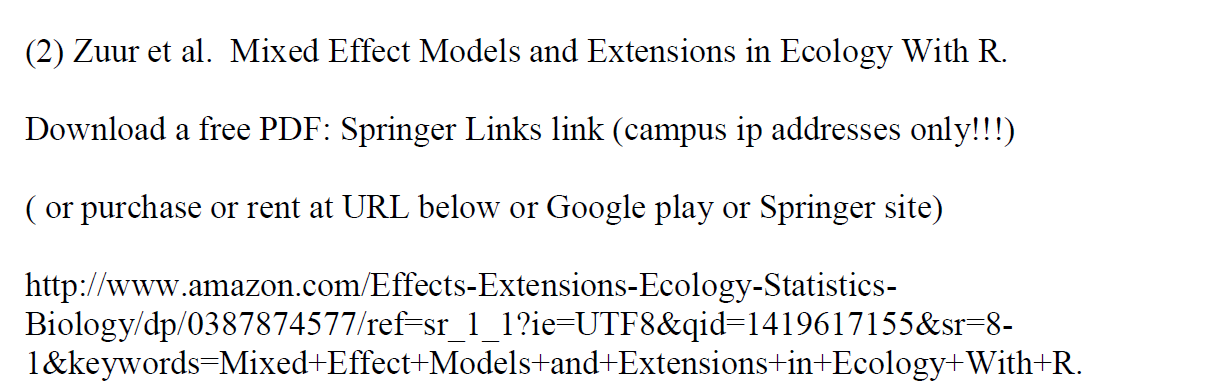 (2) Zuur et al.  Mixed Effect Models and Extensions in Ecology With R.
Download a free PDF: Springer Links link (campus ip addresses only!!!)
( or purchase or rent at URL below or Google play or Springer site)
http://www.amazon.com/Effects-Extensions-Ecology-Statistics-
Biology/dp/0387874577/ref=sr_1_1?ie=UTF8&qid=1419617155&sr=8-
1&keywords=Mixed+Effect+Models+and+Extensions+in+Ecology+With+R.